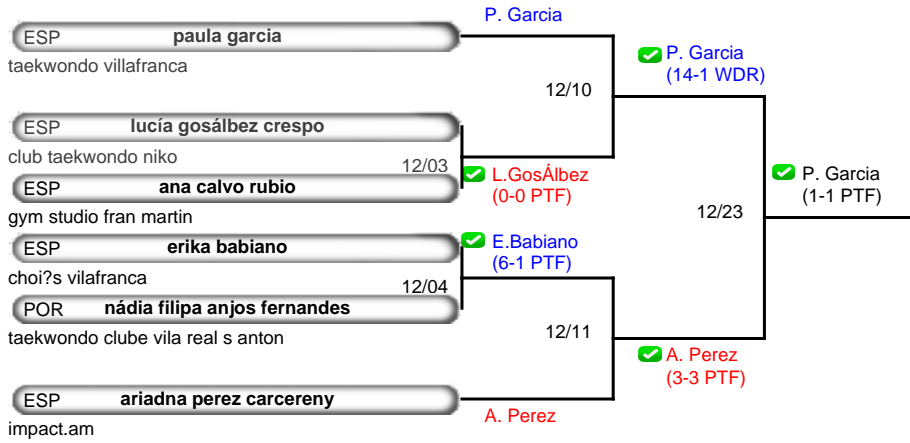 P. Garcia
ESP paula garcia
taekwondo villafranca
P. Garcia
(14-1 WDR)
12/10
ESP lucía gosálbez crespo
club taekwondo niko
12/03
L.GosÁlbez
(0-0 PTF)
ESP ana calvo rubio
gym studio fran martin
P. Garcia
(1-1 PTF)
12/23
ESP erika babiano
choi?s vilafranca
E.Babiano
(6-1 PTF)
12/04
POR nádia filipa anjos fernandes
taekwondo clube vila real s anton
12/11
A. Perez
(3-3 PTF)
ESP ariadna perez carcereny
impact.am
A. Perez